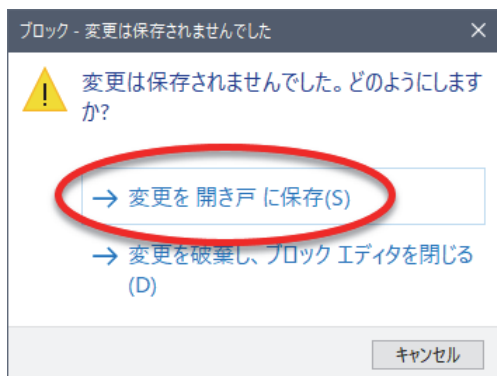 ブロック - 変更は保存されませんでした
変更は保存されませんでした。どのようにします
か?
→ 変更を 開き戸 に保存(S)
→ 変更を破棄し、ブロック エディタを閉じる
(D)
キャンセル